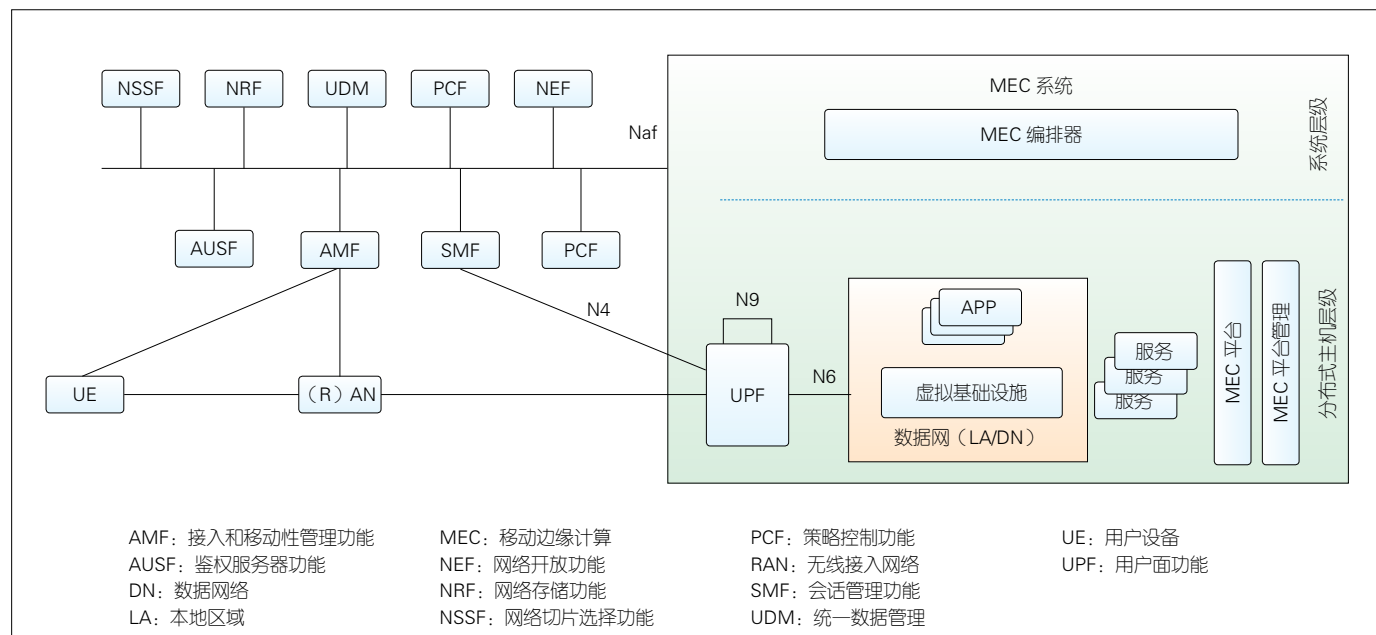 NSSF NRF UDM PCF NEF
MEC 系统
MEC 编排器
系统层级
Naf
AUSF AMF SMF PCF
N4
N9
APP
服务
服务
服务
MEC 平台
MEC 平台管理
分布式主机层级
UE (R) AN UPF N6 虚拟基础设施
数据网（LA/DN）
AMF：接入和移动性管理功能 MEC：移动边缘计算 PCF：策略控制功能 UE：用户设备
AUSF：鉴权服务器功能 NEF：网络开放功能 RAN：无线接入网络 UPF：用户面功能
DN：数据网络 NRF：网络存储功能 SMF：会话管理功能
LA：本地区域 NSSF：网络切片选择功能 UDM：统一数据管理